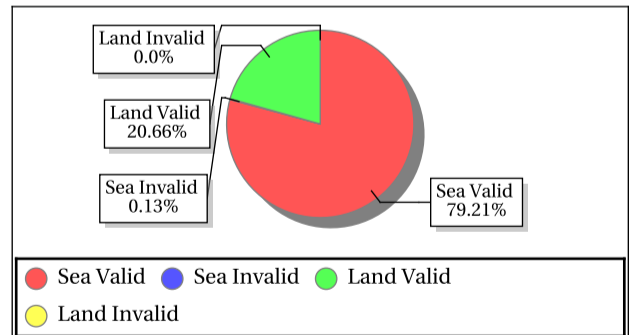 Land Invalid
0.0%
Land Valid
20.66%
Sea Invalid
0.13%
Sea Valid
79.21%
Sea Valid Sea Invalid Land Valid
Land Invalid